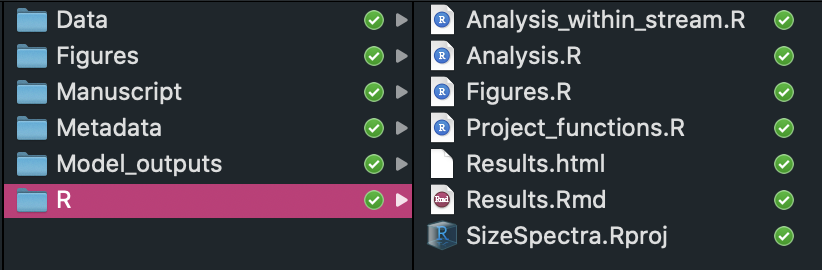 Data
Figures
Manuscript
Metadata
Model_outputs
R
Analysis_within_stream.R
Analysis.R
Figures.R
Project_functions.R
Results.html
Results.Rmd
SizeSpectra.Rproj